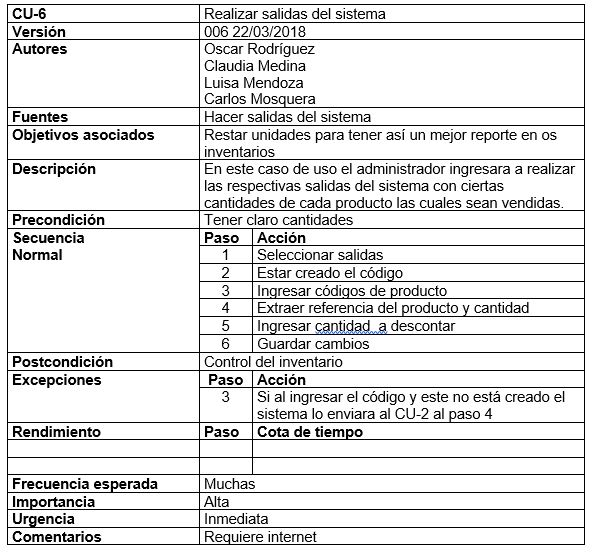 CU-6 Realizar salidas del sistema
Versión 006 22/03/2018
Autores Oscar Rodríguez
Claudia Medina
Luisa Mendoza
Carlos Mosquera
Fuentes Hacer salidas del sistema
Objetivos asociados Restar unidades para tener así un mejor reporte en os
inventarios
Descripción En este caso de uso el administrador ingresara a realizar
las respectivas salidas del sistema con ciertas
cantidades de cada producto las cuales sean vendidas.
Precondición Tener claro cantidades
Secuencia Paso Acción
Normal 1 Seleccionar salidas
2 Estar creado el código
3 Ingresar códigos de producto
4 Extraer referencia del producto y cantidad
5 Ingresar cantidad a descontar
6 Guardar cambios
Postcondición Control del inventario
Excepciones Paso Acción
3 Si al ingresar el código y este no está creado el
sistema lo enviara al CU-2 al paso 4
Rendimiento Paso Cota de tiempo
Frecuencia esperada Muchas
Importancia Alta
Urgencia Inmediata
Comentarios Requiere internet